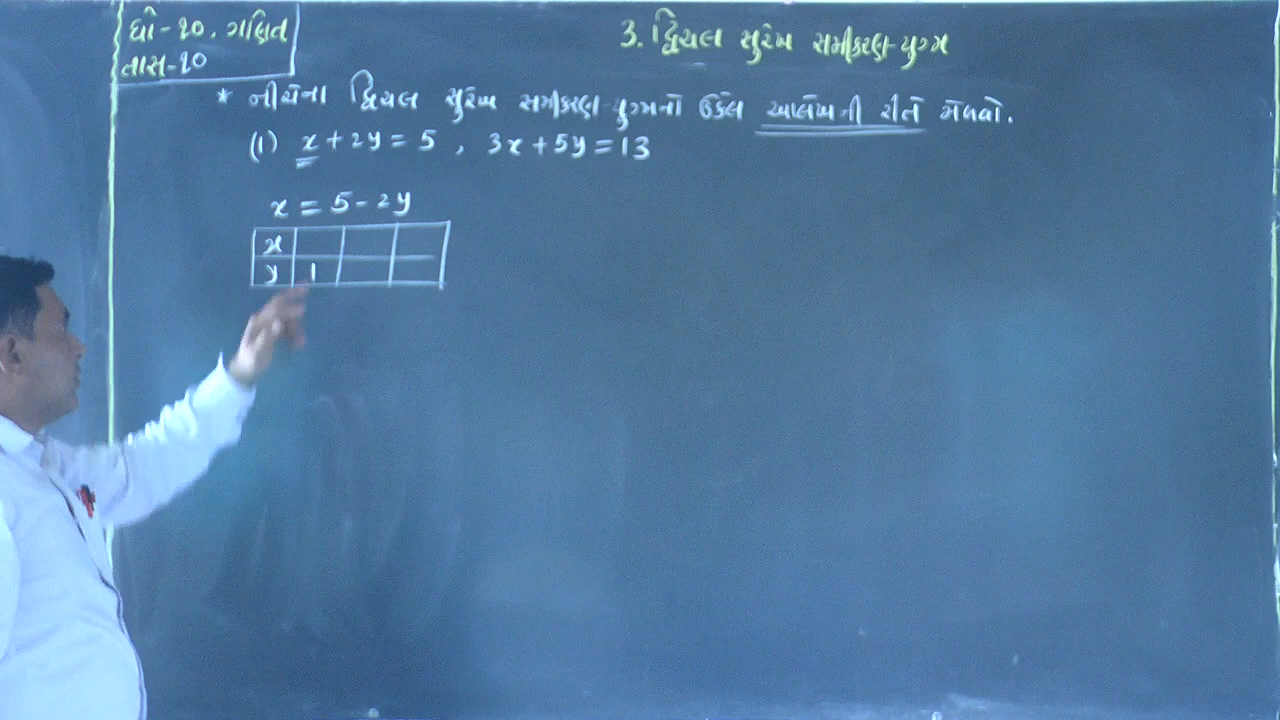 ધો-૧૦. ગણિત
તાસ-૧૦
3. દ્વિચલ સુરેખ સમીકરણ-યુગ્મ
* નીચેના દ્વિચલ સુરેખ સમીકરણ-યુગ્મનો ઉકેલ આલેખની રીતે મેળવો.
(1) x + 2y = 5 , 3x + 5y = 13
x = 5 - 2y
x
y 1